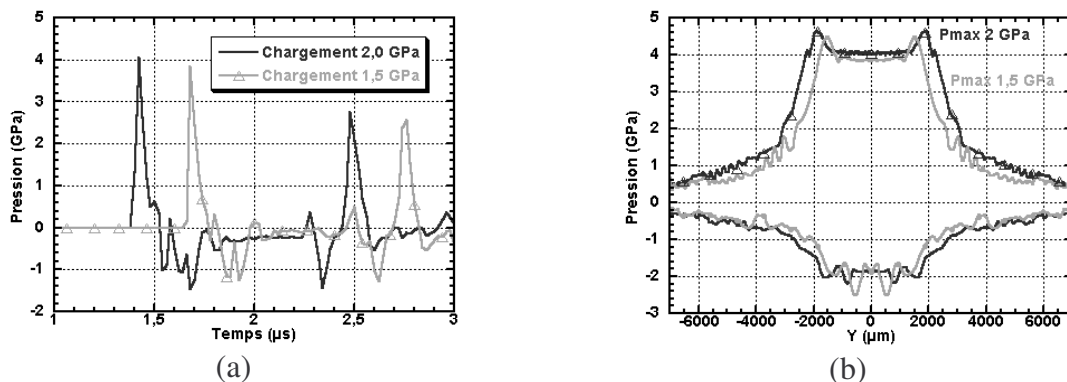 5
4
3
2
1
0
-1
-2
Pression (GPa)
Chargement 2,0 GPa
Chargement 1,5 GPa
1
1,5
2
2,5
3
Temps (µs)
(a)
5
4
3
2
1
0
-1
-2
-3
Pression (GPa)
Pmax 2 GPa
Pmax 1,5 GPa
-6000
-4000
-2000
0
2000
4000
6000
Y (µm)
(b)